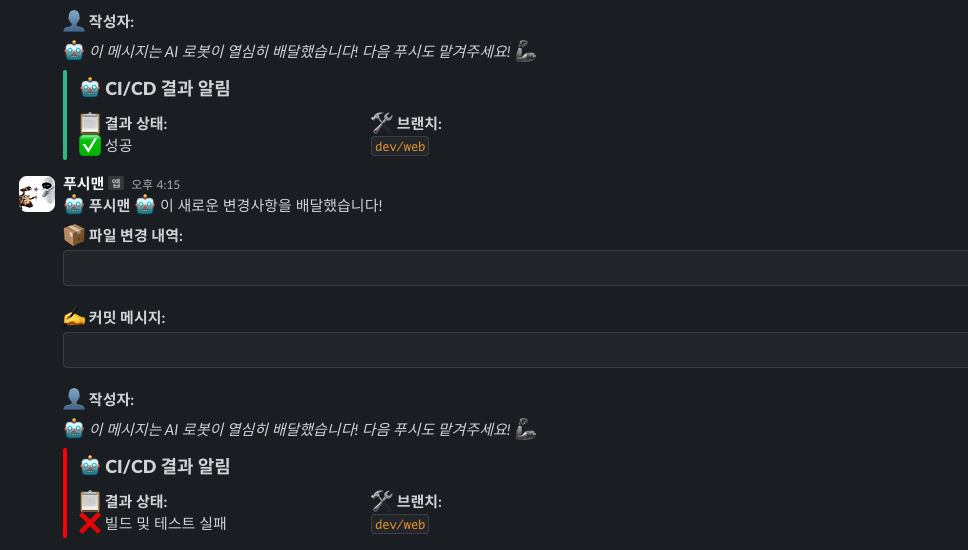 작성자:
이 메시지는 AI 로봇이 열심히 배달했습니다! 다음 푸시도 맡겨주세요!
CI/CD 결과 알림
결과 상태: 브랜치:
성공 dev/web
푸시맨 앱 오후 4:15
푸시맨 이 새로운 변경사항을 배달했습니다!
파일 변경 내역:
커밋 메시지:
작성자:
이 메시지는 AI 로봇이 열심히 배달했습니다! 다음 푸시도 맡겨주세요!
CI/CD 결과 알림
결과 상태: 브랜치:
빌드 및 테스트 실패 dev/web